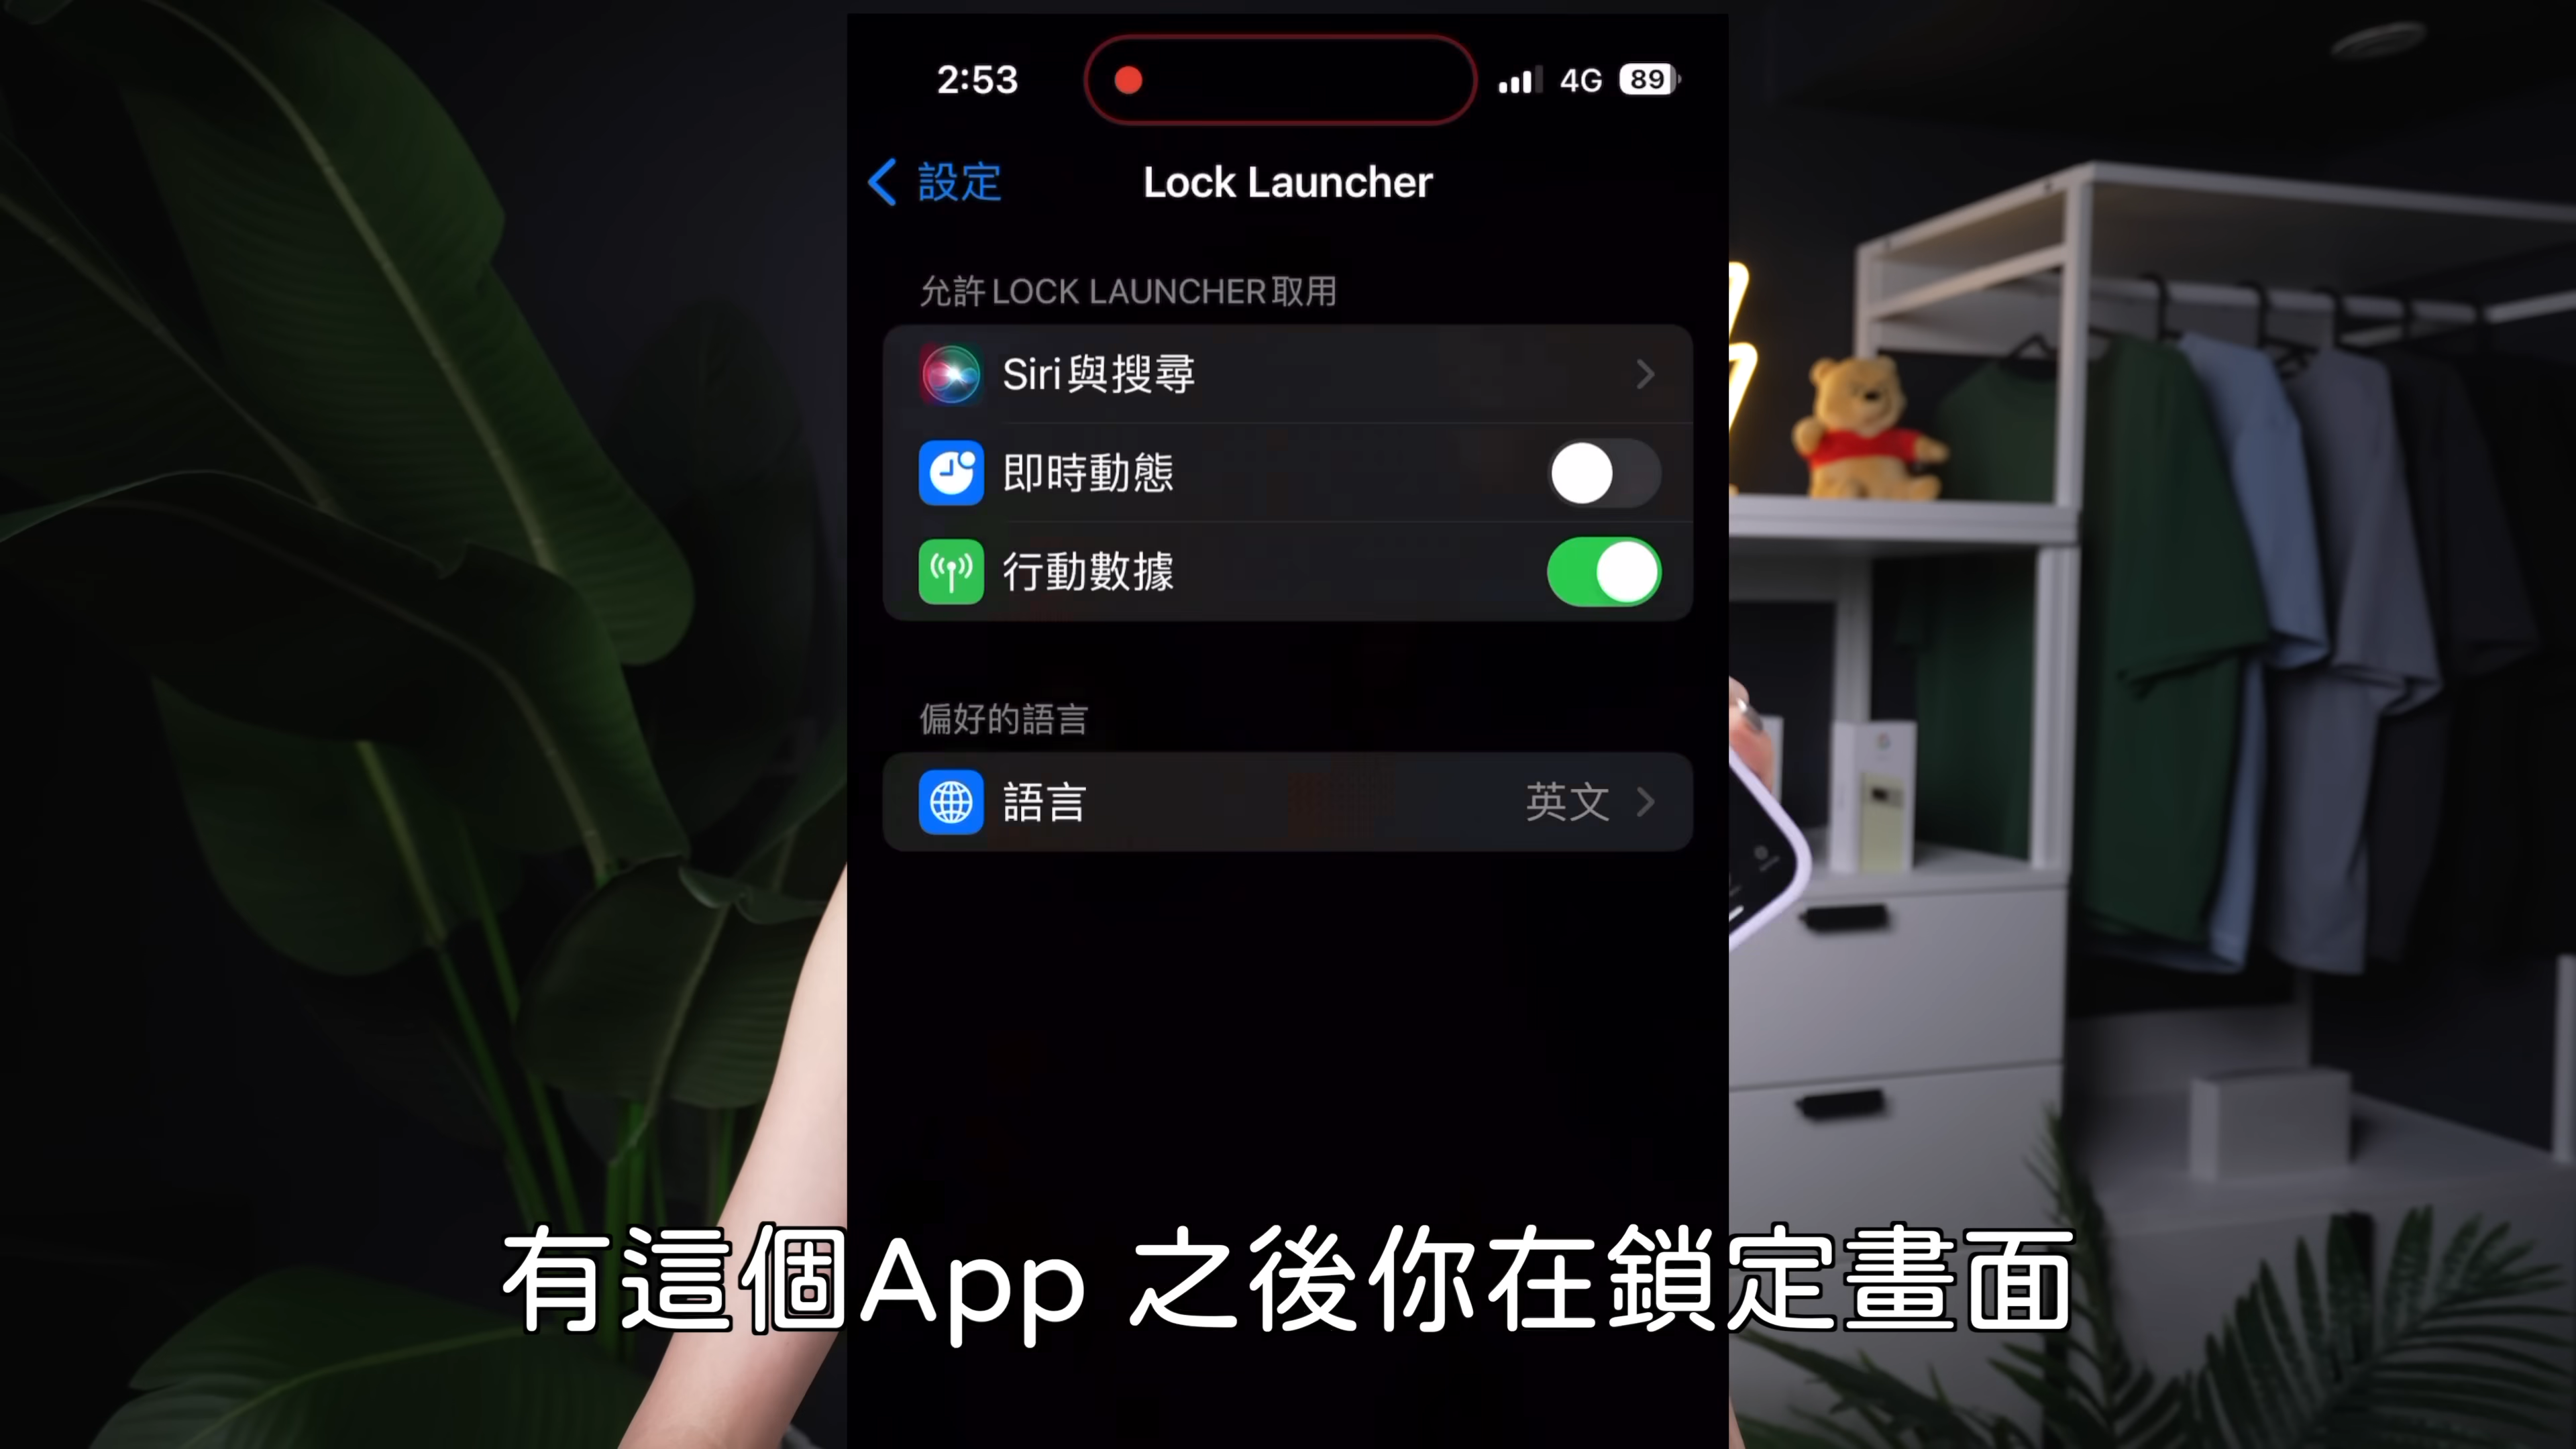 2:53 4G 89
設定 Lock Launcher
允許 LOCK LAUNCHER 取用
Siri與搜尋
即時動態
行動數據
偏好的語言
語言 英文
有這個App 之後你在鎖定畫面